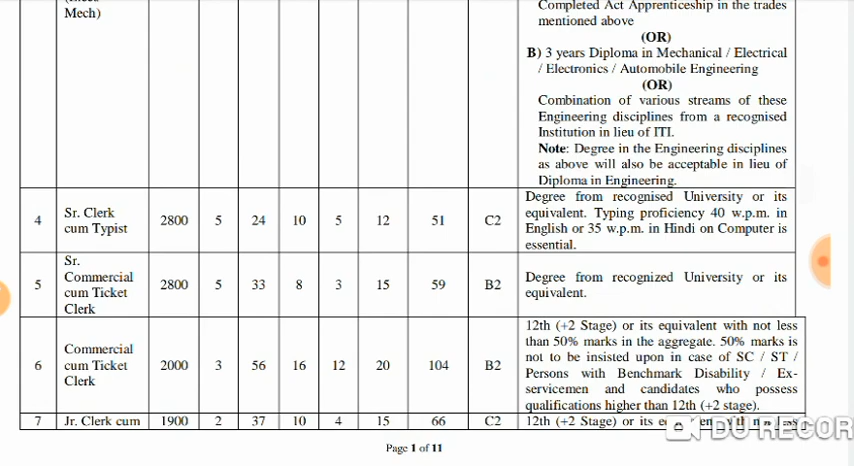 Mech)
Completed Act Apprenticeship in the trades
mentioned above
(OR)
B) 3 years Diploma in Mechanical / Electrical
/ Electronics / Automobile Engineering
(OR)
Combination of various streams of these
Engineering disciplines from a recognised
Institution in lieu of ITI.
Note: Degree in the Engineering disciplines
as above will also be acceptable in lieu of
Diploma in Engineering.
4 Sr. Clerk cum Typist 2800 5 24 10 5 12 51 C2
Degree from recognised University or its
equivalent. Typing proficiency 40 w.p.m. in
English or 35 w.p.m. in Hindi on Computer is
essential.
5 Sr. Commercial cum Ticket Clerk 2800 5 33 8 3 15 59 B2
Degree from recognized University or its
equivalent.
6 Commercial cum Ticket Clerk 2000 3 56 16 12 20 104 B2
12th (+2 Stage) or its equivalent with not less
than 50% marks in the aggregate. 50% marks is
not to be insisted upon in case of SC / ST /
Persons with Benchmark Disability / Ex-
servicemen and candidates who possess
qualifications higher than 12th (+2 stage).
7 Jr. Clerk cum 1900 2 37 10 4 15 66 C2
12th (+2 Stage) or its with not less
Page 1 of 11
DU RECOR